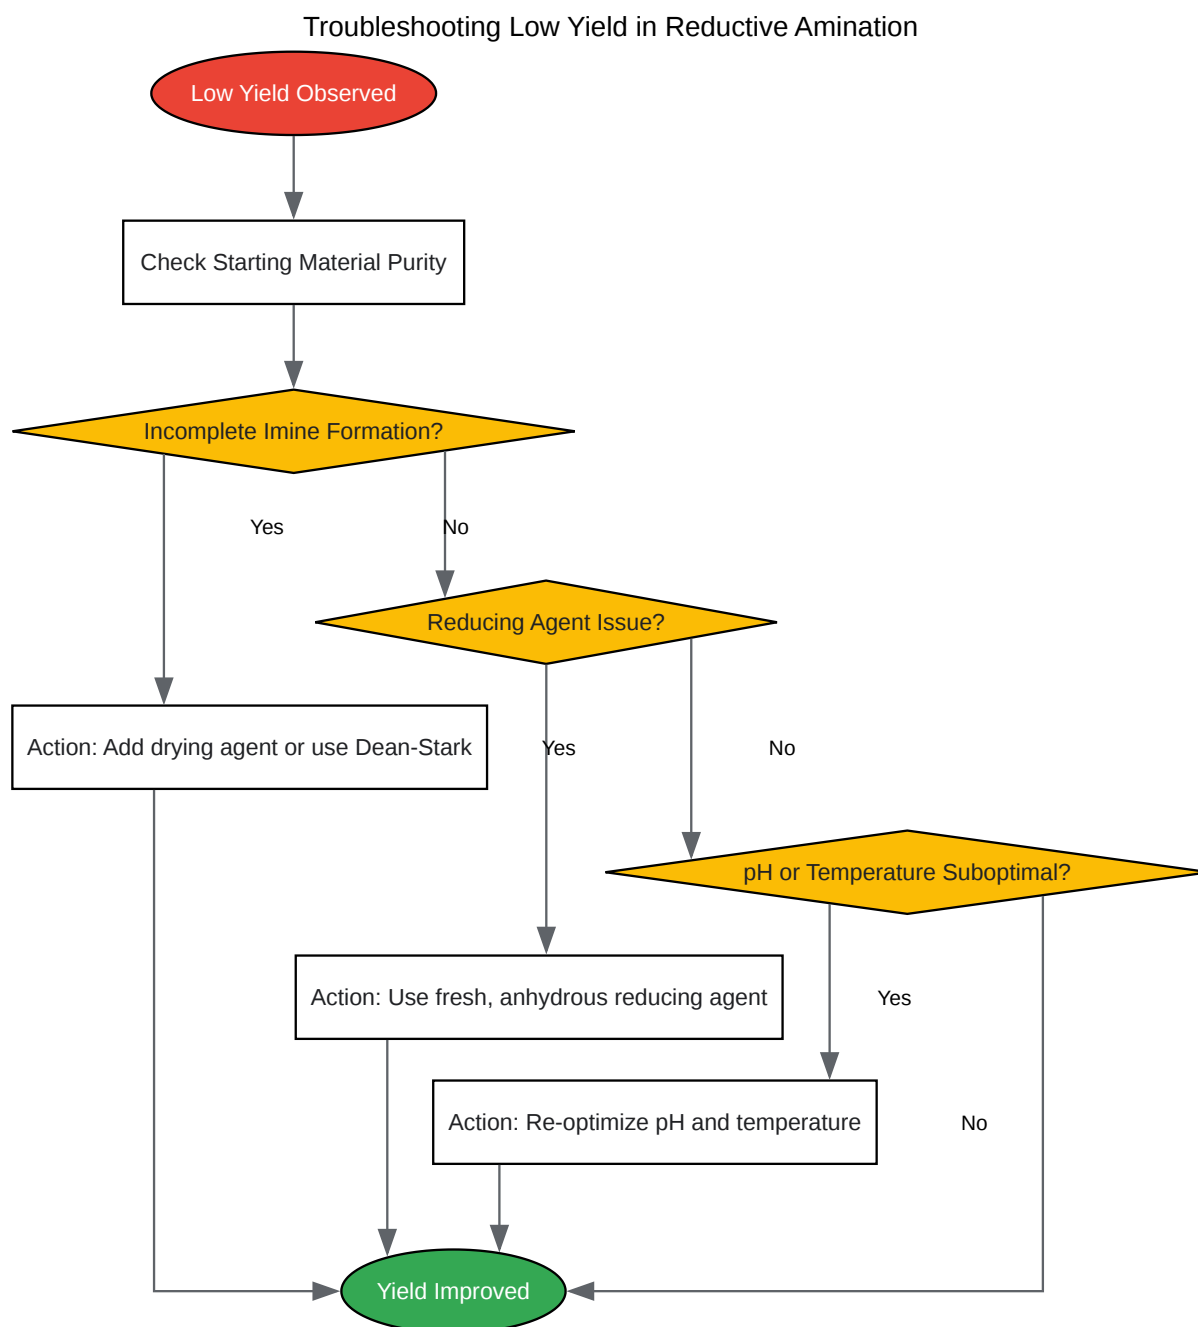 Troubleshooting Low Yield in Reductive Amination
Low Yield Observed
Check Starting Material Purity
Incomplete Imine Formation?
Yes
No
Reducing Agent Issue?
Action: Add drying agent or use Dean-Stark
Yes
No
pH or Temperature Suboptimal?
Action: Use fresh, anhydrous reducing agent
Yes
Action: Re-optimize pH and temperature
No
Yield Improved